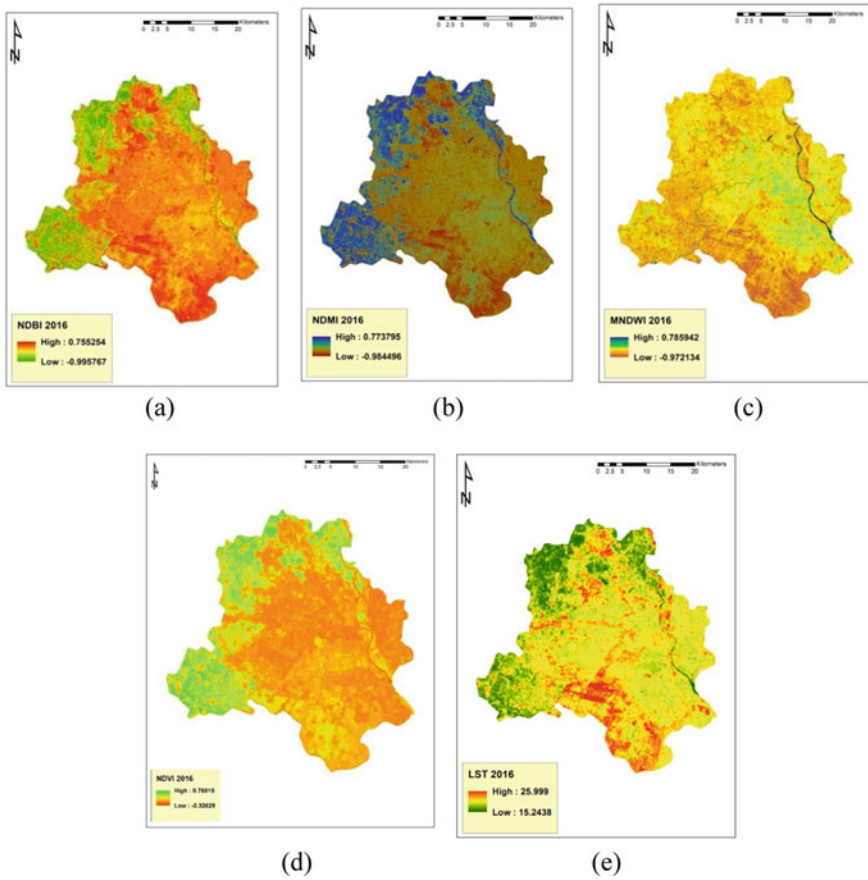 Kilometers
0 2.5 5 10 15 20
N
NDBI 2016
High : 0.755254
Low : -0.995767
(a)
Kilometers
0 2.5 5 10 15 20
N
NDMI 2016
High : 0.773795
Low : -0.984496
(b)
Kilometers
0 2.5 5 10 15 20
N
MNDWI 2016
High : 0.785942
Low : -0.972134
(c)
Kilometers
0 2.5 5 10 15 20
N
NDVI 2016
(d)
Kilometers
0 2.5 5 10 15 20
N
LST 2016
High : 25.999
Low : 15.2438
(e)